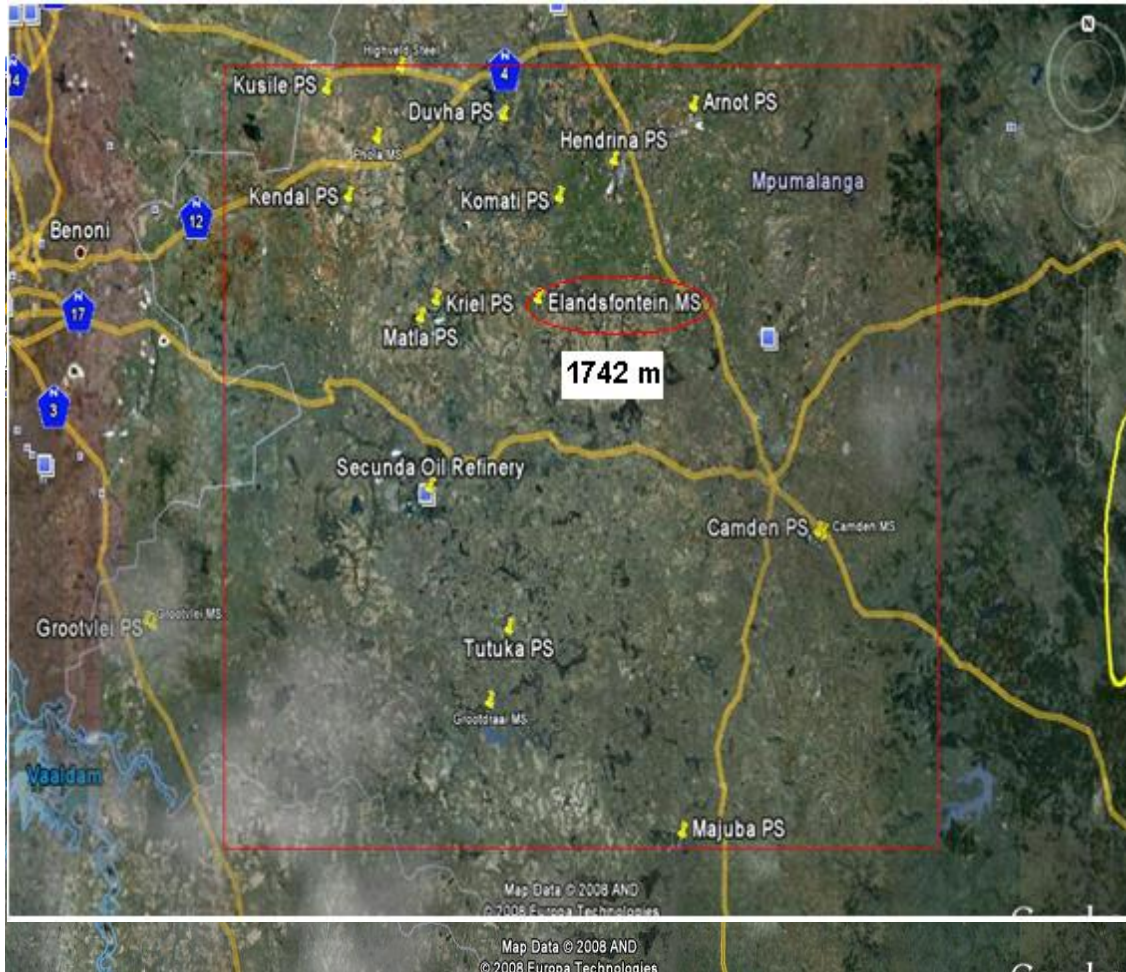 Highveld Steel
N
N
14
Kusile PS
N
4
Duvha PS
Arnot PS
Hendrina PS
Phola MS
Mpumalanga
Kendal PS
Komati PS
N
12
Benoni
N
17
Kriel PS
Elandsfontein MS
Matla PS
1742 m
N
3
Secunda Oil Refinery
Camden PS
Camden MS
Grootvlei PS
Grootvlei MS
Tutuka PS
Grootdraai MS
Vaaldam
Majuba PS
Map Data © 2008 AND
© 2008 Europa Technologies
Map Data © 2008 AND
© 2008 Europa Technologies